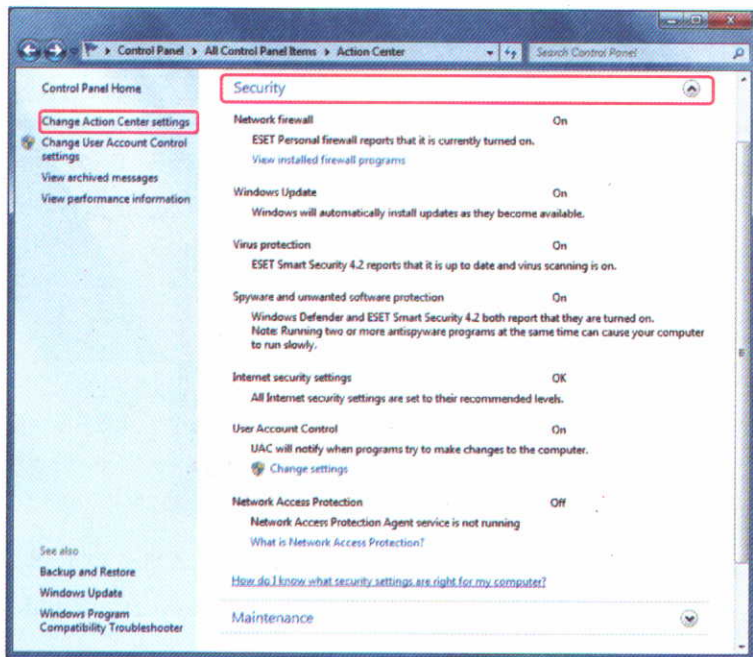 Control Panel
All Control Panel Items
Action Center
Search Control Panel
Control Panel Home
Change Action Center settings
Change User Account Control
settings
View archived messages
View performance information
See also
Backup and Restore
Windows Update
Windows Program
Compatibility Troubleshooter
Security
Network firewall On
ESET Personal firewall reports that it is currently turned on.
View installed firewall programs
Windows Update On
Windows will automatically install updates as they become available.
Virus protection On
ESET Smart Security 4.2 reports that it is up to date and virus scanning is on.
Spyware and unwanted software protection On
Windows Defender and ESET Smart Security 4.2 both report that they are turned on.
Note: Running two or more antispyware programs at the same time can cause your computer
to run slowly.
Internet security settings OK
All Internet security settings are set to their recommended levels.
User Account Control On
UAC will notify when programs try to make changes to the computer.
Change settings
Network Access Protection Off
Network Access Protection Agent service is not running
What is Network Access Protection?
How do I know what security settings are right for my computer?
Maintenance